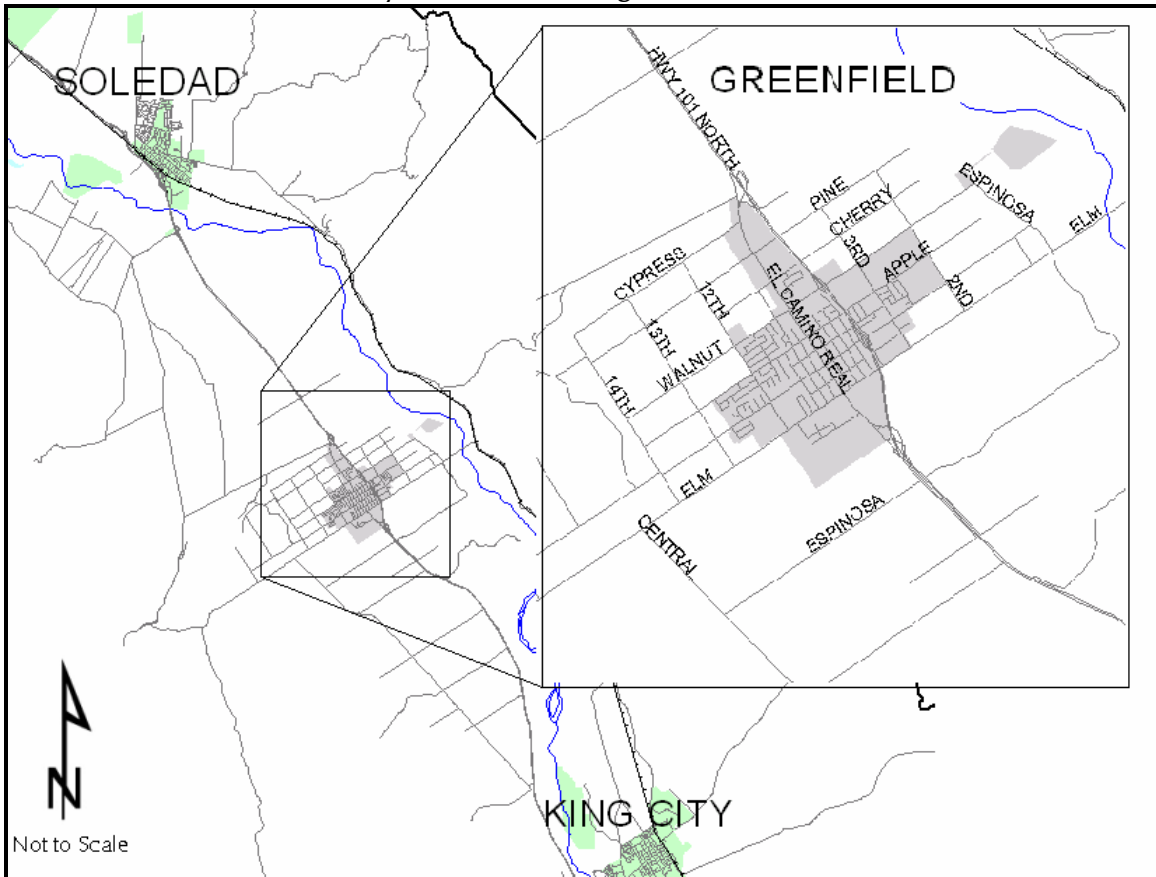 SOLEDAD
GREENFIELD
HWY 101 NORTH
PINE
CHERRY
ESPINOSA
ELM
3RD
APPLE
2ND
CYPRESS
12TH
EL CAMINO REAL
13TH
WALNUT
14TH
ELM
CENTRAL
ESPINOSA
KING CITY
N
Not to Scale